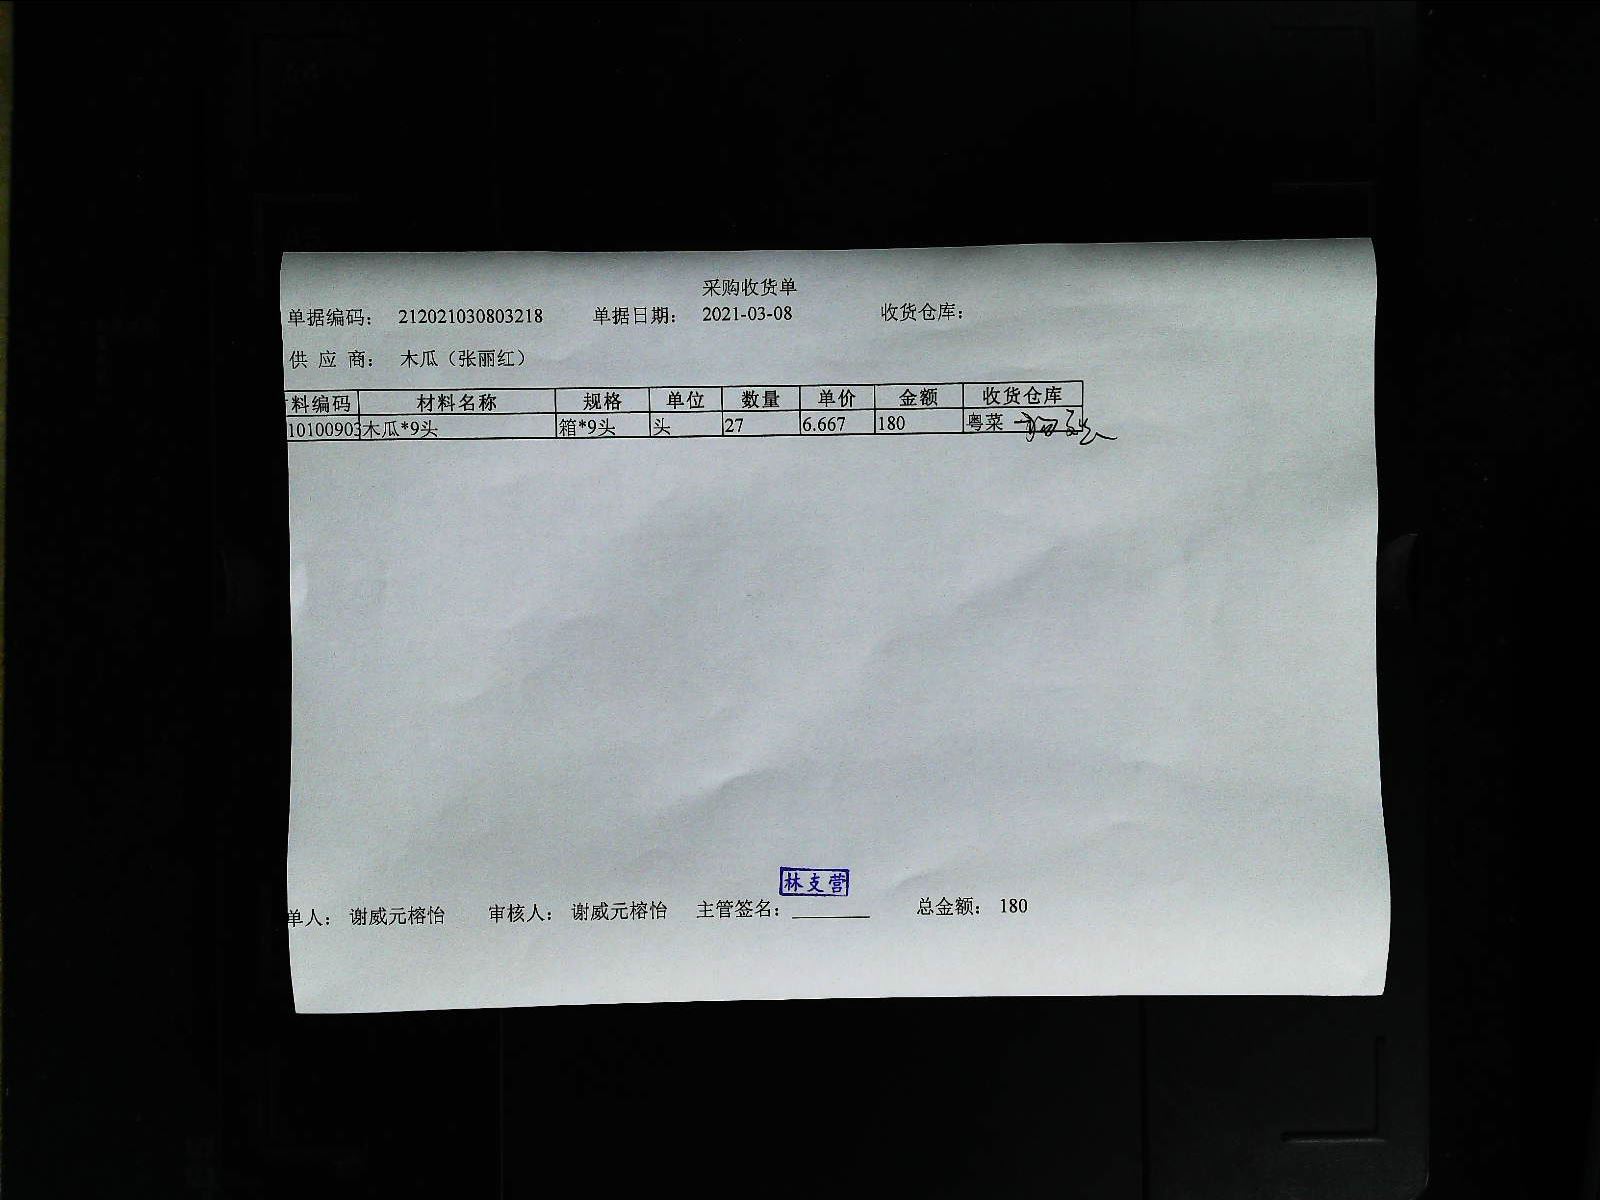 采购收货单
单据编码： 212021030803218 单据日期： 2021-03-08 收货仓库：
供 应 商： 木瓜（张丽红）
料编码 材料名称 规格 单位 数量 单价 金额 收货仓库
10100903 木瓜*9头 箱*9头 头 27 6.667 180 粤菜
林支营
单人： 谢威元榕怡 审核人： 谢威元榕怡 主管签名：________ 总金额： 180